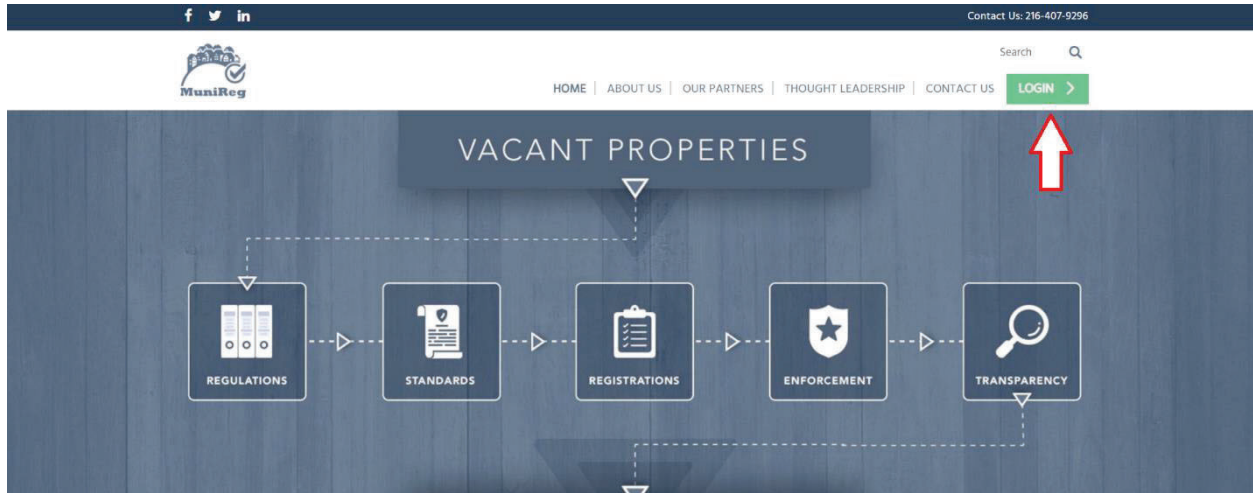 f in
Contact Us: 216-407-9296
Search
MuniReg
HOME | ABOUT US | OUR PARTNERS | THOUGHT LEADERSHIP | CONTACT US
LOGIN
VACANT PROPERTIES
REGULATIONS
STANDARDS
REGISTRATIONS
ENFORCEMENT
TRANSPARENCY